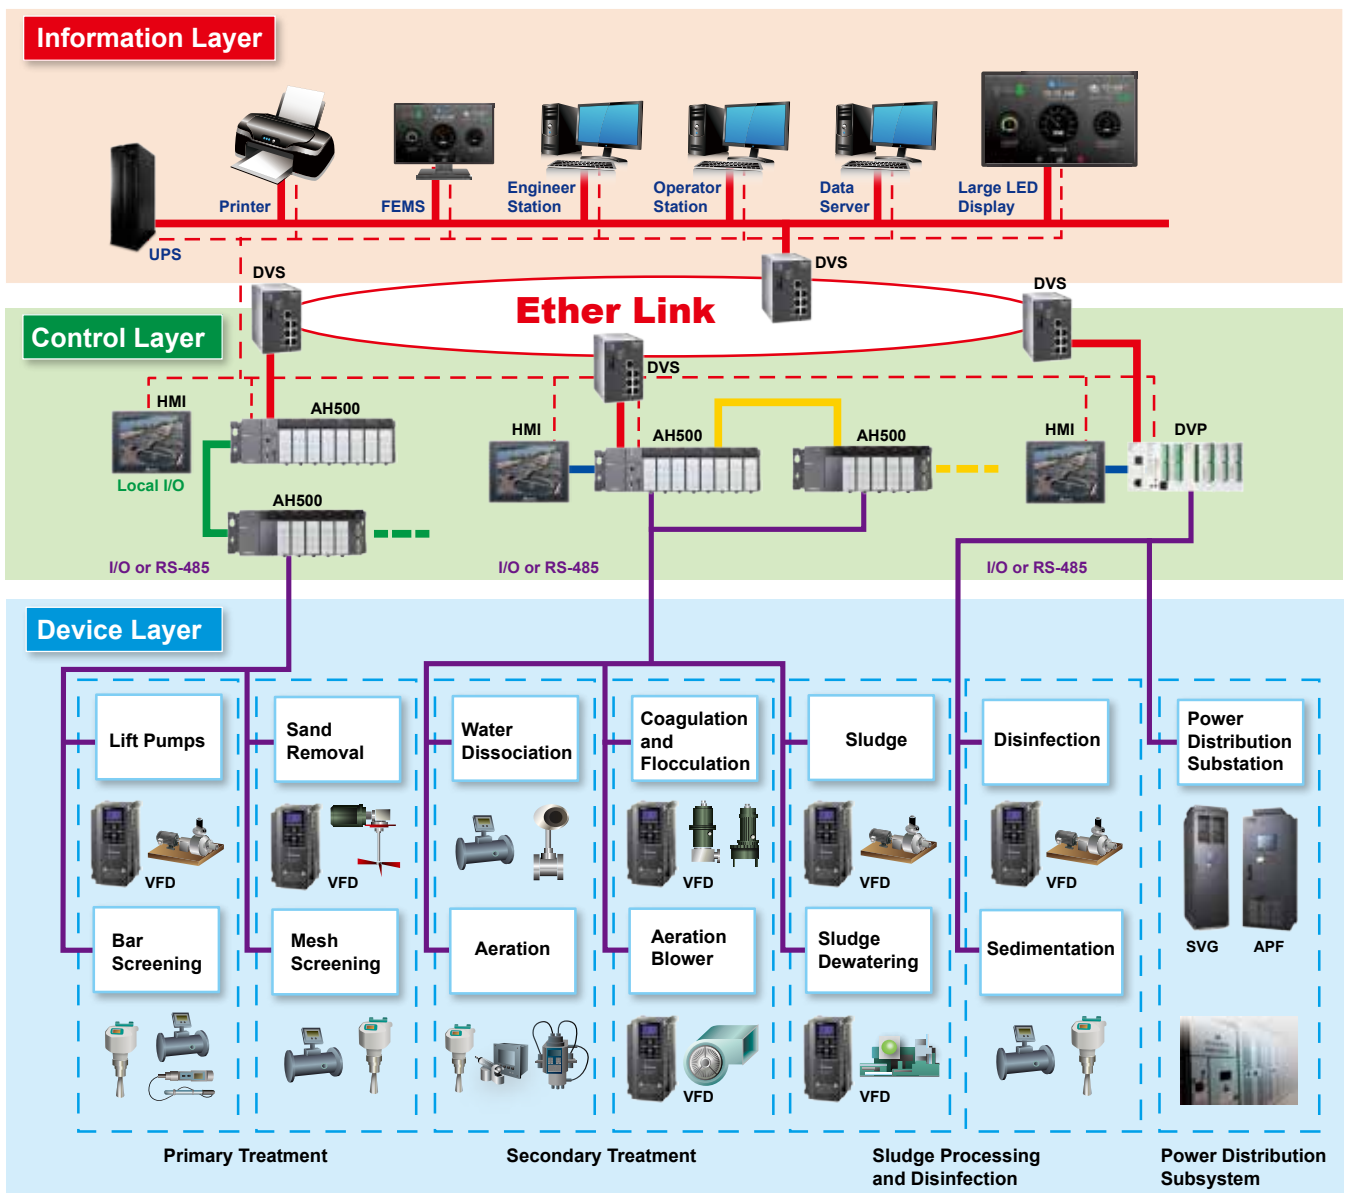 Information Layer
Printer
FEMS
Engineer
Station
Operator
Station
Data
Server
Large LED
Display
UPS
DVS
DVS
DVS
Ether Link
Control Layer
DVS
HMI
AH500
HMI
AH500
AH500
HMI
DVP
Local I/O
AH500
I/O or RS-485
I/O or RS-485
I/O or RS-485
Device Layer
Lift Pumps
Sand
Removal
Water
Dissociation
Coagulation
and
Flocculation
Sludge
Disinfection
Power
Distribution
Substation
VFD
VFD
VFD
VFD
VFD
Bar
Screening
Mesh
Screening
Aeration
Aeration
Blower
Sludge
Dewatering
Sedimentation
SVG
APF
VFD
VFD
Primary Treatment
Secondary Treatment
Sludge Processing
and Disinfection
Power Distribution
Subsystem